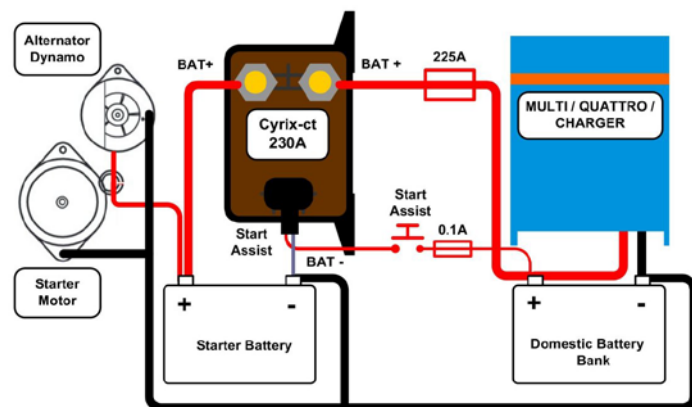 Alternator
Dynamo
BAT+
BAT +
225A
MULTI / QUATTRO /
CHARGER
Cyrix-ct
230A
Start
Assist
Start
Assist
0.1A
BAT -
Starter
Motor
+
-
Starter Battery
+
-
Domestic Battery
Bank